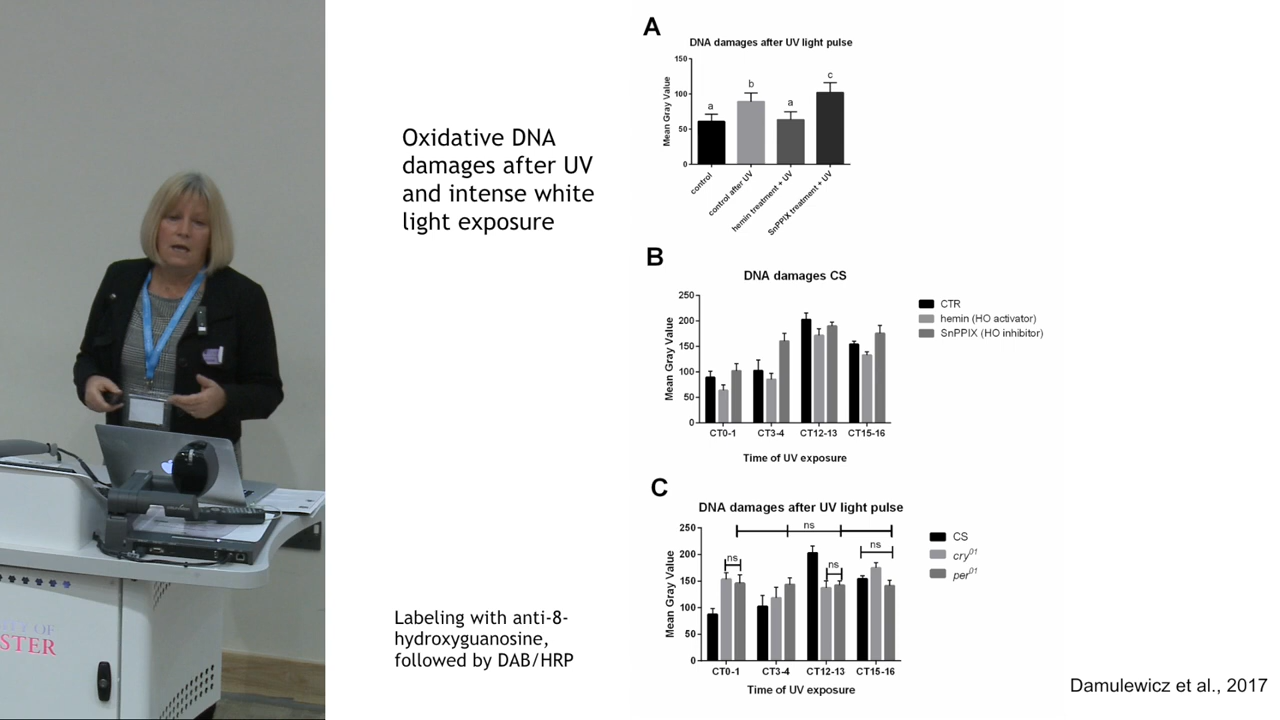 Oxidative DNA
damages after UV
and intense white
light exposure
Labeling with anti-8-
hydroxyguanosine,
followed by DAB/HRP
A
DNA damages after UV light pulse
Mean Gray Value
150
100
50
0
a
b
a
c
control
control after UV
hemin treatment + UV
SnPPIX treatment + UV
B
DNA damages CS
Mean Gray Value
250
200
150
100
50
0
CT0-1 CT3-4 CT12-13 CT15-16
Time of UV exposure
CTR
hemin (HO activator)
SnPPIX (HO inhibitor)
C
DNA damages after UV light pulse
Mean Gray Value
250
200
150
100
50
0
ns
ns
ns
ns
CT0-1 CT3-4 CT12-13 CT15-16
Time of UV exposure
CS
cry01
per01
Damulewicz et al., 2017
OF
STER